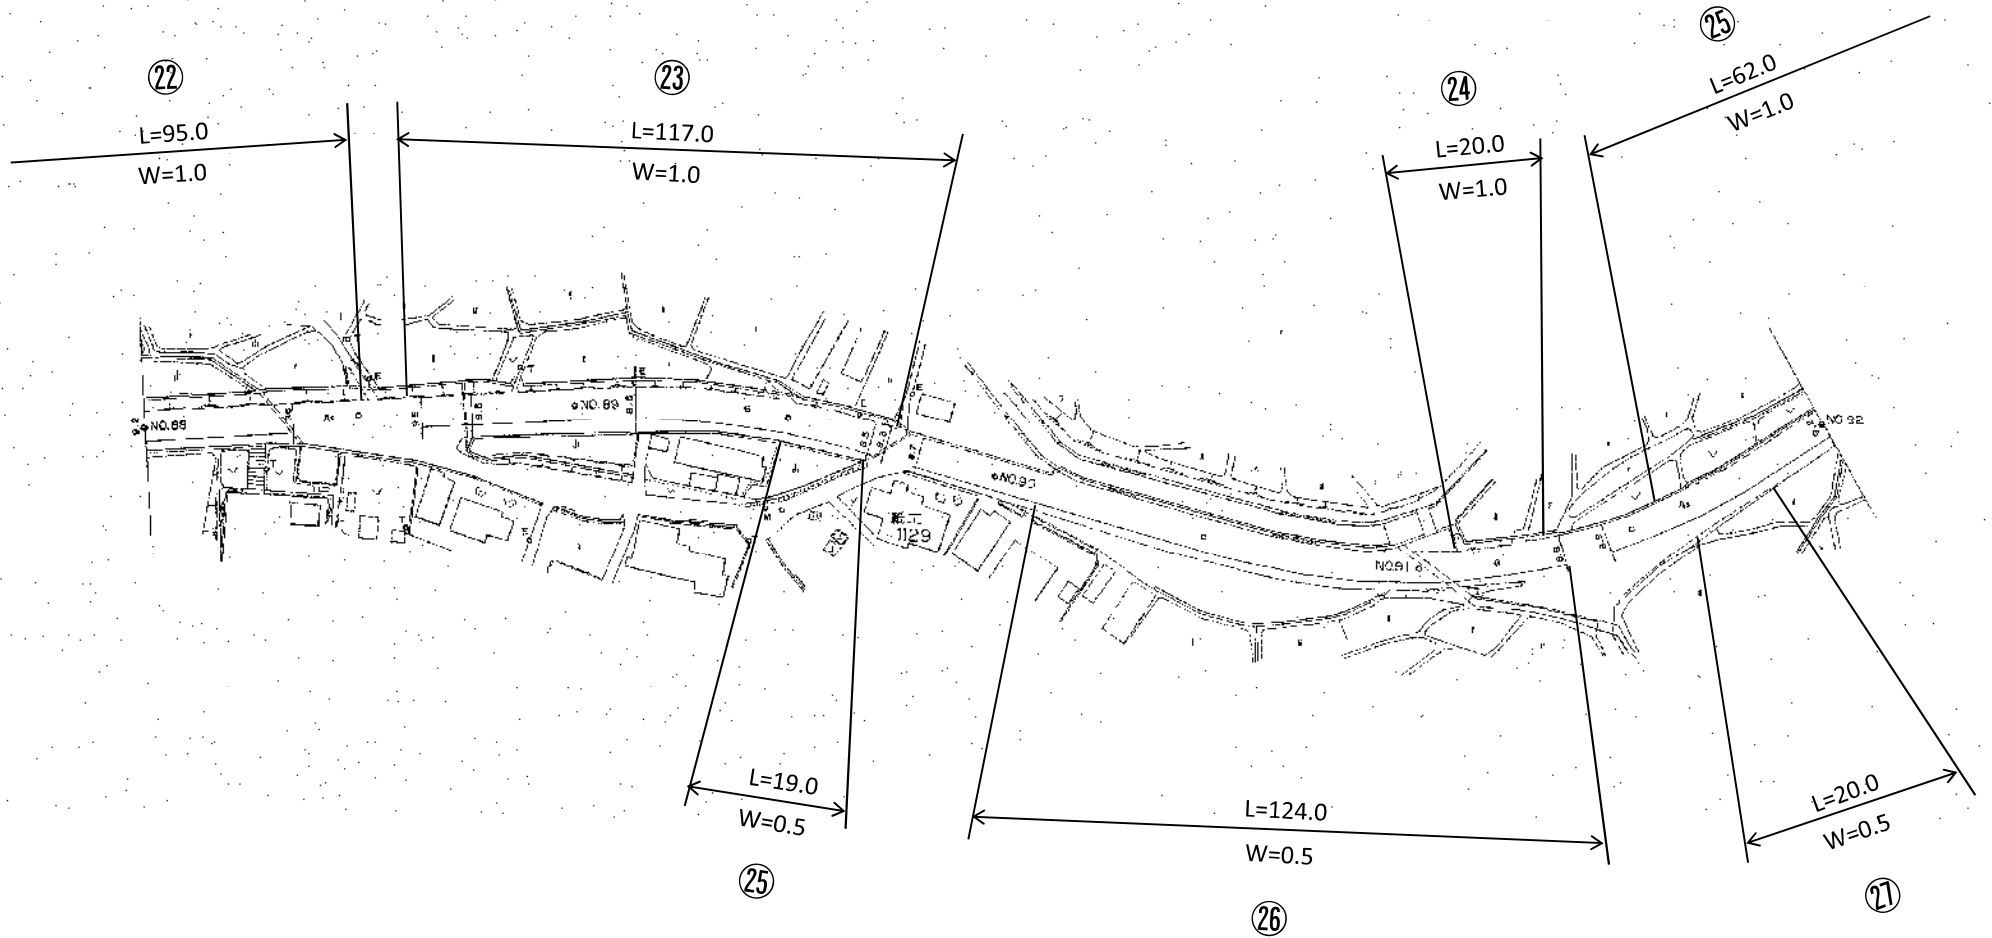 ㉒
L=95.0
W=1.0
㉓
L=117.0
W=1.0
㉔
L=20.0
W=1.0
㉕
L=62.0
W=1.0
NO.88
NO.89
NO.90
1129
NO.91
NO.92
L=19.0
W=0.5
㉕
L=124.0
W=0.5
㉖
L=20.0
W=0.5
㉗